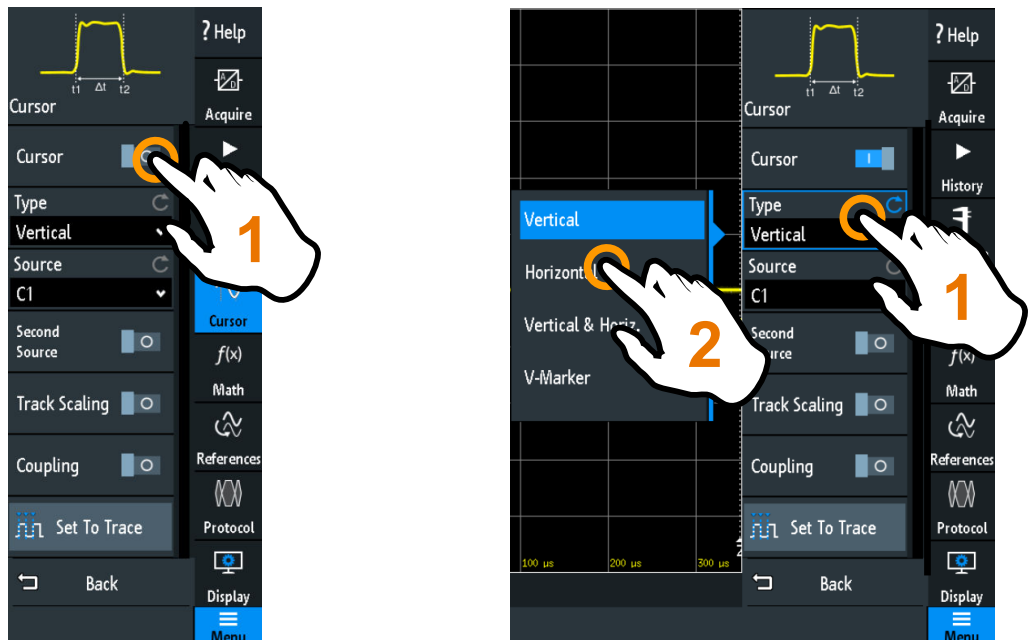 t1 Δt t2
Cursor
Cursor
Type
Vertical
Source
C1
Second
Source
Track Scaling
Coupling
Set To Trace
Back
? Help
Acquire
Cursor
f(x)
Math
References
Protocol
Display
Menu
1
Vertical
Horizontal
Vertical & Horiz.
V-Marker
100 µs
200 µs
300 µs
2
t1 Δt t2
Cursor
Cursor
Type
Vertical
Source
C1
Second
Track Scaling
Coupling
Set To Trace
Back
? Help
Acquire
History
f(x)
Math
References
Protocol
Display
Menu
1